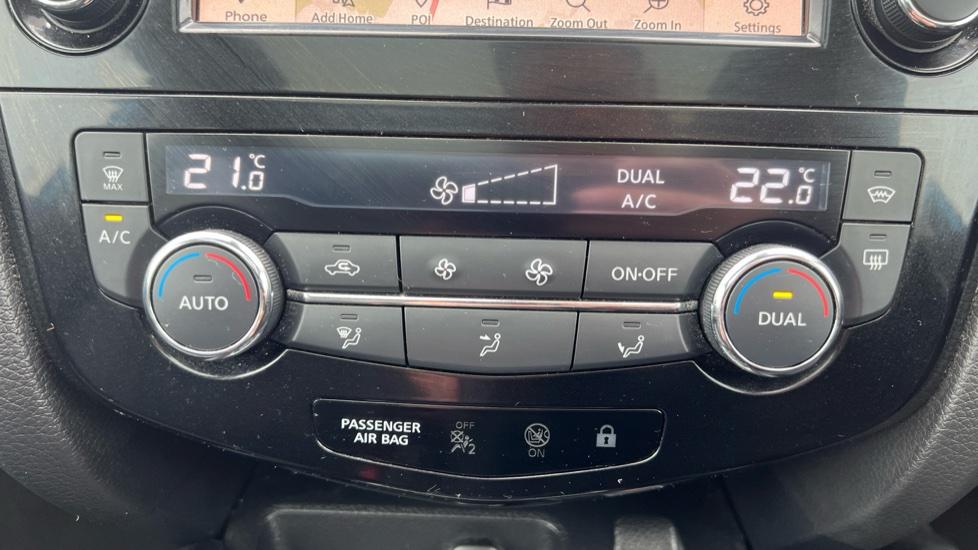 Phone Add Home POI Destination Zoom Out Zoom In Settings
21.0 °C DUAL 22.0 °C
A/C
MAX
A/C
ON·OFF
AUTO DUAL
PASSENGER
AIR BAG
OFF
2
ON